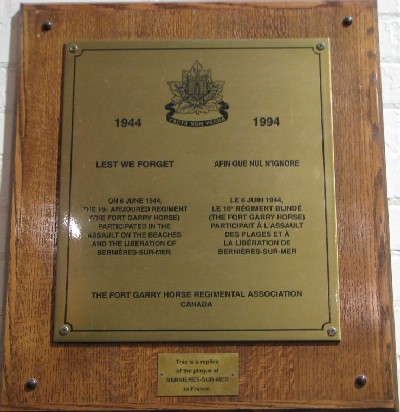 FACTA NON VERBA
1944 1994
LEST WE FORGET
ON 6 JUNE 1944,
THE 10th ARMOURED REGIMENT
(THE FORT GARRY HORSE)
PARTICIPATED IN THE
ASSAULT ON THE BEACHES
AND THE LIBERATION OF
BERNIÈRES-SUR-MER
AFIN QUE NUL N'IGNORE
LE 6 JUIN 1944,
LE 10e RÉGIMENT BLINDÉ
(THE FORT GARRY HORSE)
PARTICIPAIT À L'ASSAUT
DES PLAGES ET À
LA LIBÉRATION DE
BERNIÈRES-SUR-MER
THE FORT GARRY HORSE REGIMENTAL ASSOCIATION
CANADA
This is a replica
of the plaque at
BERNIÈRES-SUR-MER
in France